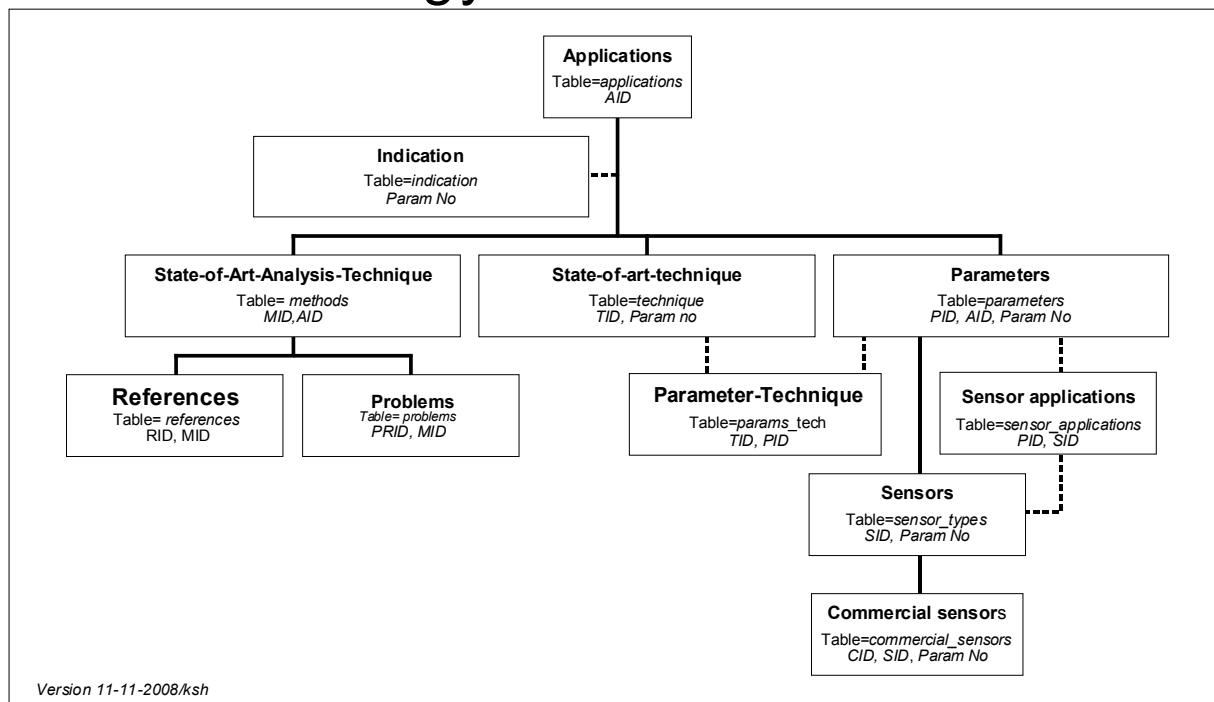 Applications
Table=applications
AID
Indication
Table=indication
Param No
State-of-Art-Analysis-Technique
Table= methods
MID,AID
State-of-art-technique
Table=technique
TID, Param no
Parameters
Table=parameters
PID, AID, Param No
References
Table= references
RID, MID
Problems
Table= problems
PRID, MID
Parameter-Technique
Table=params_tech
TID, PID
Sensor applications
Table=sensor_applications
PID, SID
Sensors
Table=sensor_types
SID, Param No
Commercial sensors
Table=commercial_sensors
CID, SID, Param No
Version 11-11-2008/ksh